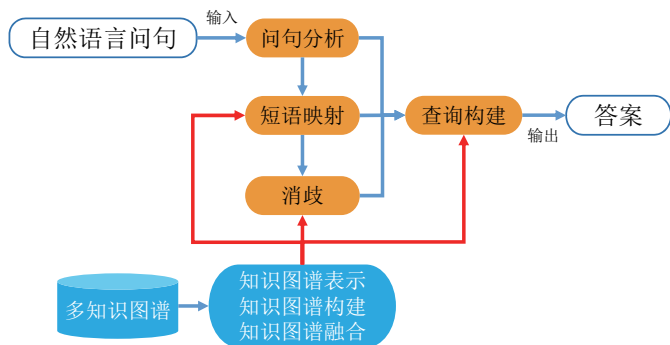 自然语言问句
输入
问句分析
短语映射
消歧
查询构建
输出
答案
多知识图谱
知识图谱表示
知识图谱构建
知识图谱融合